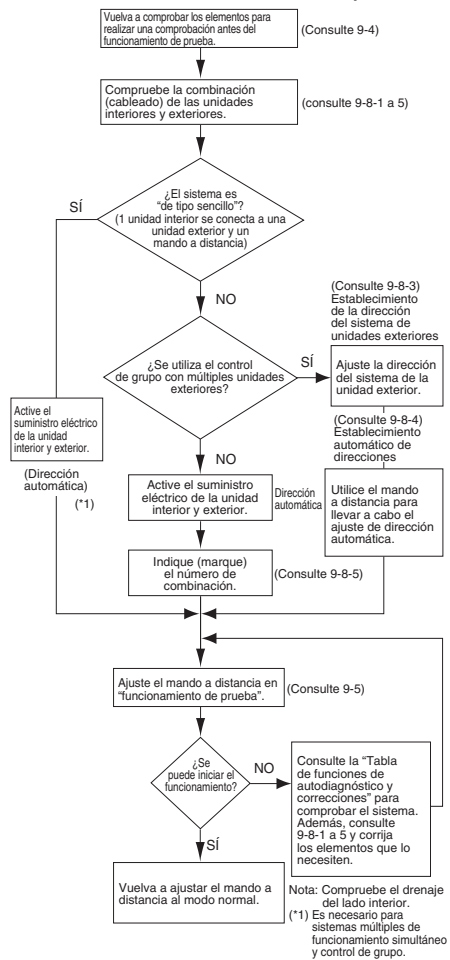 Vuelva a comprobar los elementos para
realizar una comprobación antes del
funcionamiento de prueba.
(Consulte 9-4)
Compruebe la combinación
(cableado) de las unidades
interiores y exteriores.
(consulte 9-8-1 a 5)
¿El sistema es
“de tipo sencillo”?
(1 unidad interior se conecta a una
unidad exterior y un
mando a distancia)
SÍ
NO
(Consulte 9-8-3)
Establecimiento
de la dirección
del sistema de
unidades exteriores
¿Se utiliza el control
de grupo con múltiples unidades
exteriores?
SÍ
Ajuste la dirección
del sistema de la
unidad exterior.
Active el
suministro eléctrico
de la unidad
interior y exterior.
(Dirección
automática)
(*1)
NO
(Consulte 9-8-4)
Establecimiento
automático de
direcciones
Active el suministro
eléctrico de la unidad
interior y exterior.
Dirección
automática
Utilice el mando
a distancia para
llevar a cabo el
ajuste de dirección
automática.
Indique (marque)
el número de
combinación.
(Consulte 9-8-5)
Ajuste el mando a distancia en
“funcionamiento de prueba”.
(Consulte 9-5)
¿Se
puede iniciar el
funcionamiento?
NO
Consulte la “Tabla
de funciones de
autodiagnóstico y
correcciones” para
comprobar el sistema.
Además, consulte
9-8-1 a 5 y corrija
los elementos que lo
necesiten.
SÍ
Vuelva a ajustar el mando a
distancia al modo normal.
Nota: Compruebe el drenaje
del lado interior.
(*1) Es necesario para
sistemas múltiples de
funcionamiento simultáneo
y control de grupo.